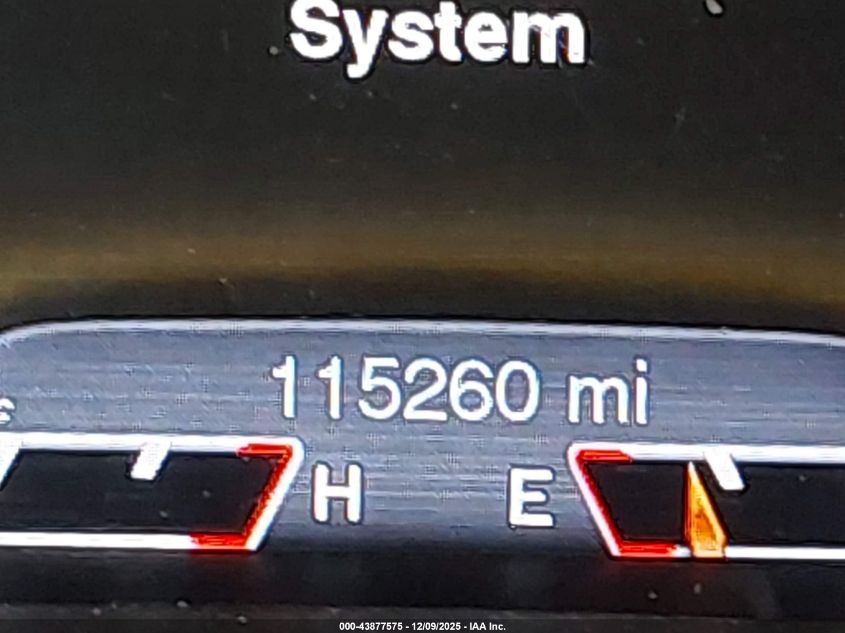 System
115260 mi
H E
000-43877575 - 12/09/2025 - IAA Inc.